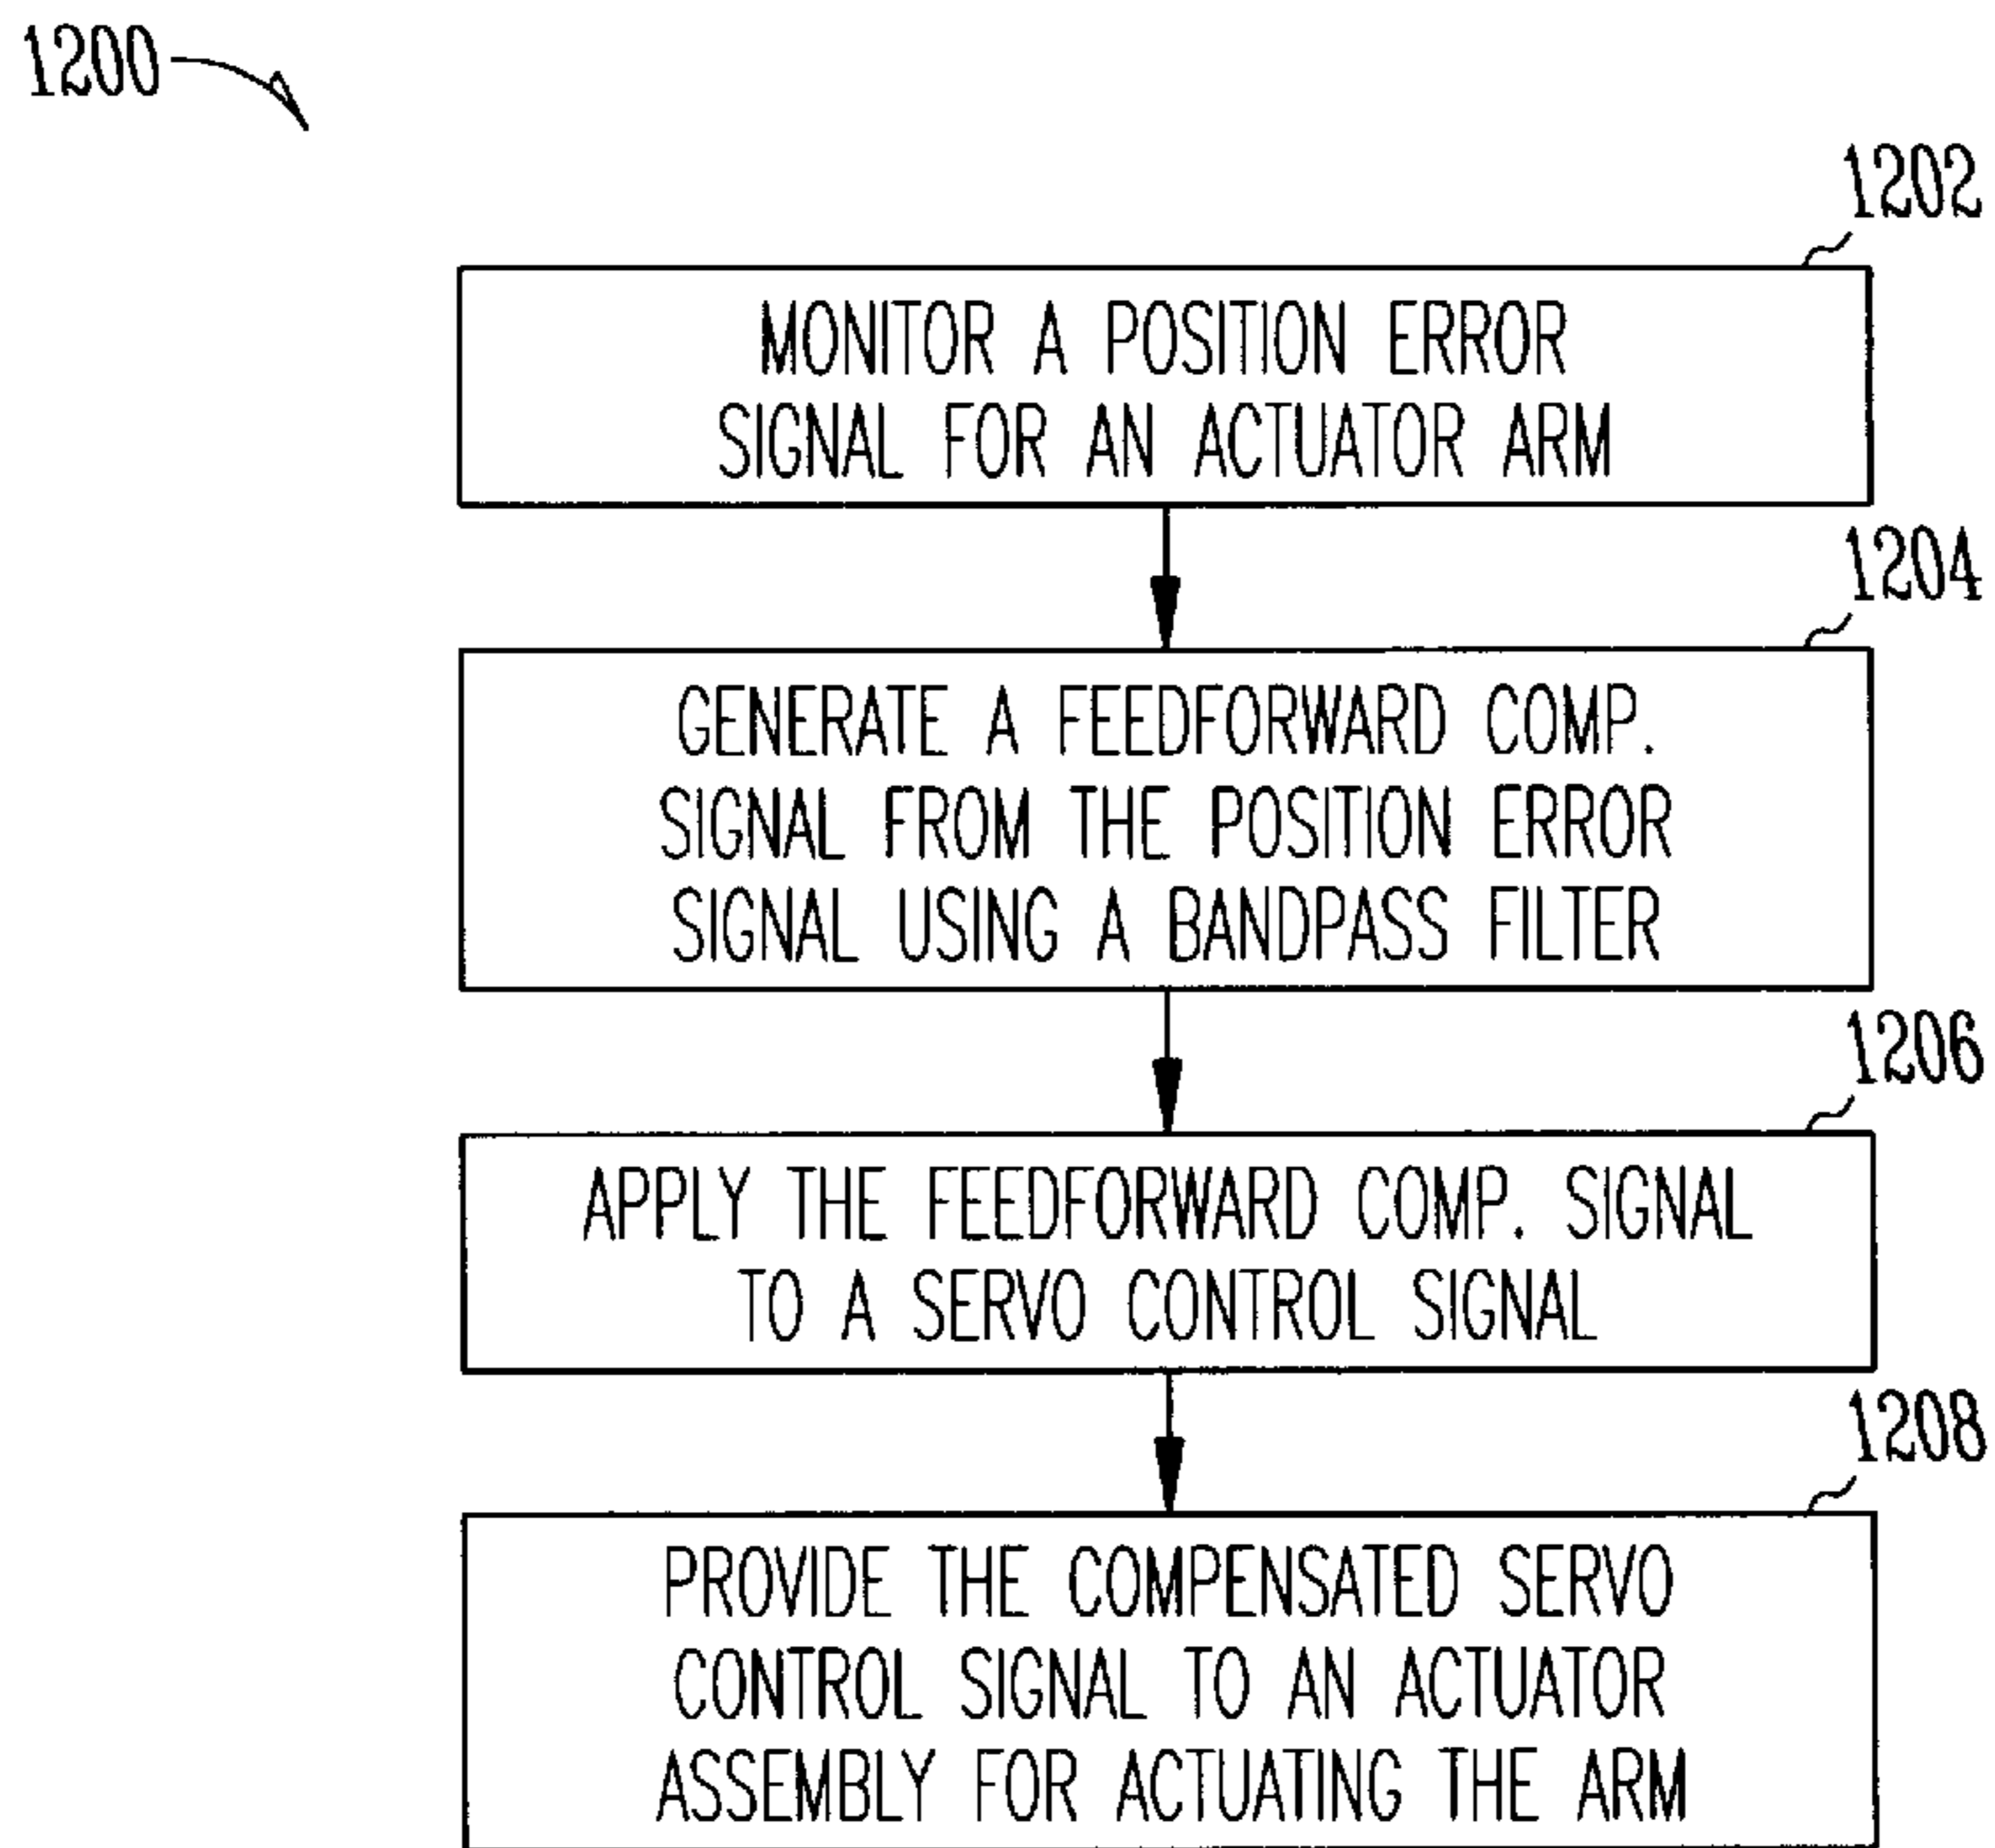 1200
1202
MONITOR A POSITION ERROR
SIGNAL FOR AN ACTUATOR ARM
1204
GENERATE A FEEDFORWARD COMP.
SIGNAL FROM THE POSITION ERROR
SIGNAL USING A BANDPASS FILTER
1206
APPLY THE FEEDFORWARD COMP. SIGNAL
TO A SERVO CONTROL SIGNAL
1208
PROVIDE THE COMPENSATED SERVO
CONTROL SIGNAL TO AN ACTUATOR
ASSEMBLY FOR ACTUATING THE ARM